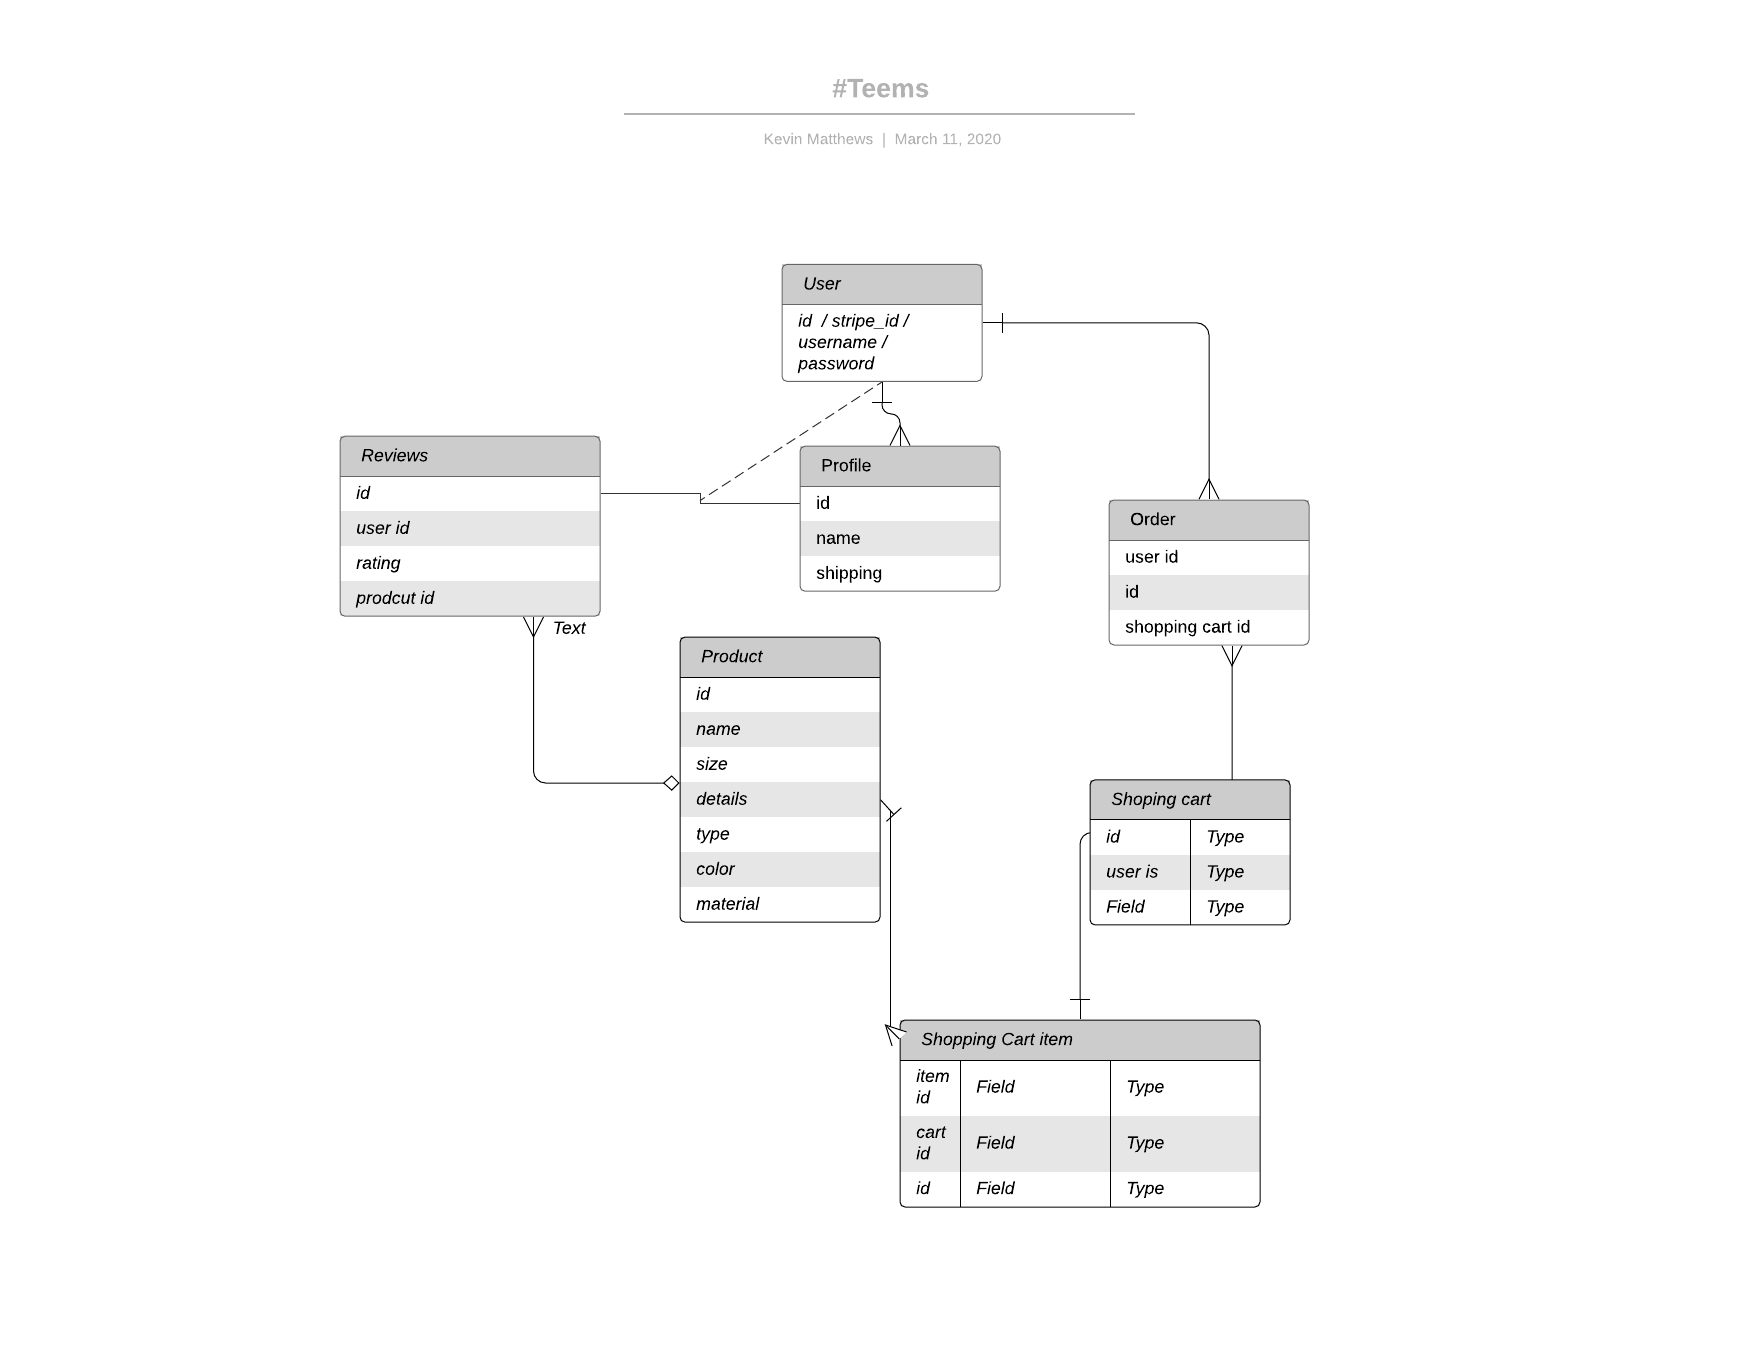 #Teems
Kevin Matthews | March 11, 2020
User
id / stripe_id /
username /
password
Reviews
id
user id
rating
prodcut id
Text
Profile
id
name
shipping
Order
user id
id
shopping cart id
Product
id
name
size
details
type
color
material
Shoping cart
id Type
user is Type
Field Type
Shopping Cart item
item
id
Field Type
cart
id
Field Type
id Field Type